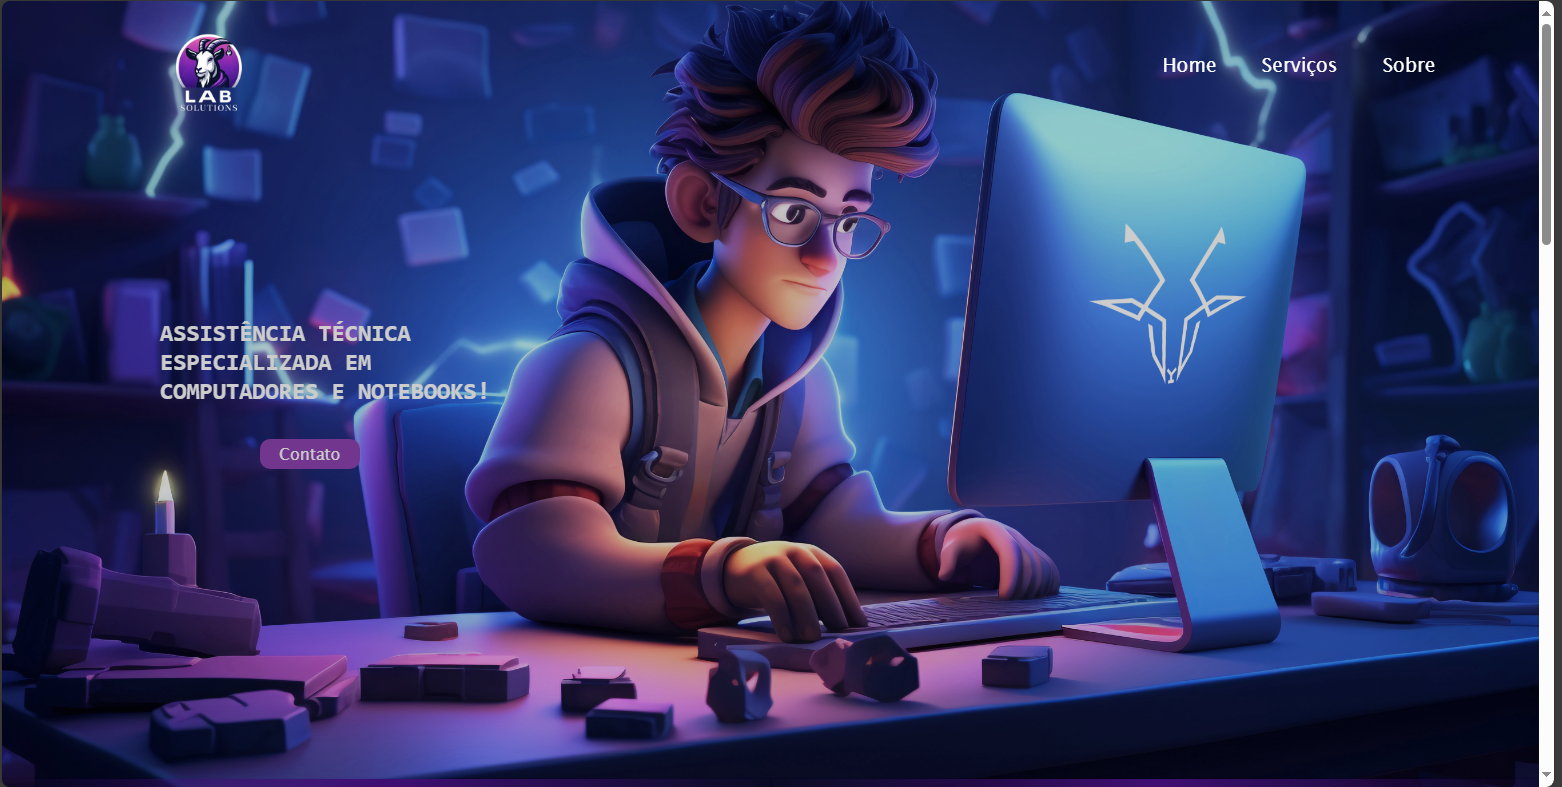 LAB
SOLUTIONS
Home
Serviços
Sobre
ASSISTÊNCIA TÉCNICA
ESPECIALIZADA EM
COMPUTADORES E NOTEBOOKS!
Contato